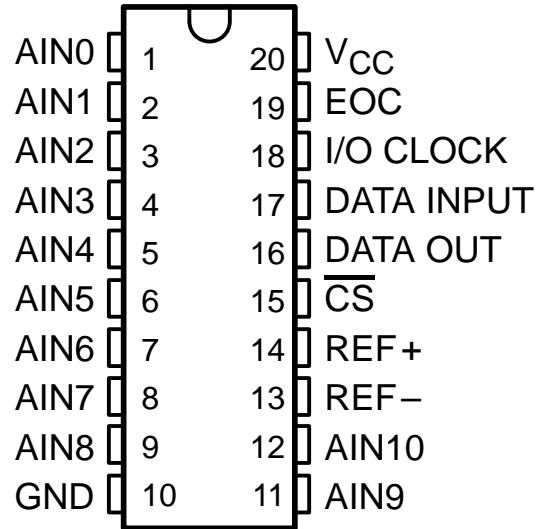 AIN0 1 20 VCC
AIN1 2 19 EOC
AIN2 3 18 I/O CLOCK
AIN3 4 17 DATA INPUT
AIN4 5 16 DATA OUT
AIN5 6 15 C̅S̅
AIN6 7 14 REF+
AIN7 8 13 REF–
AIN8 9 12 AIN10
GND 10 11 AIN9